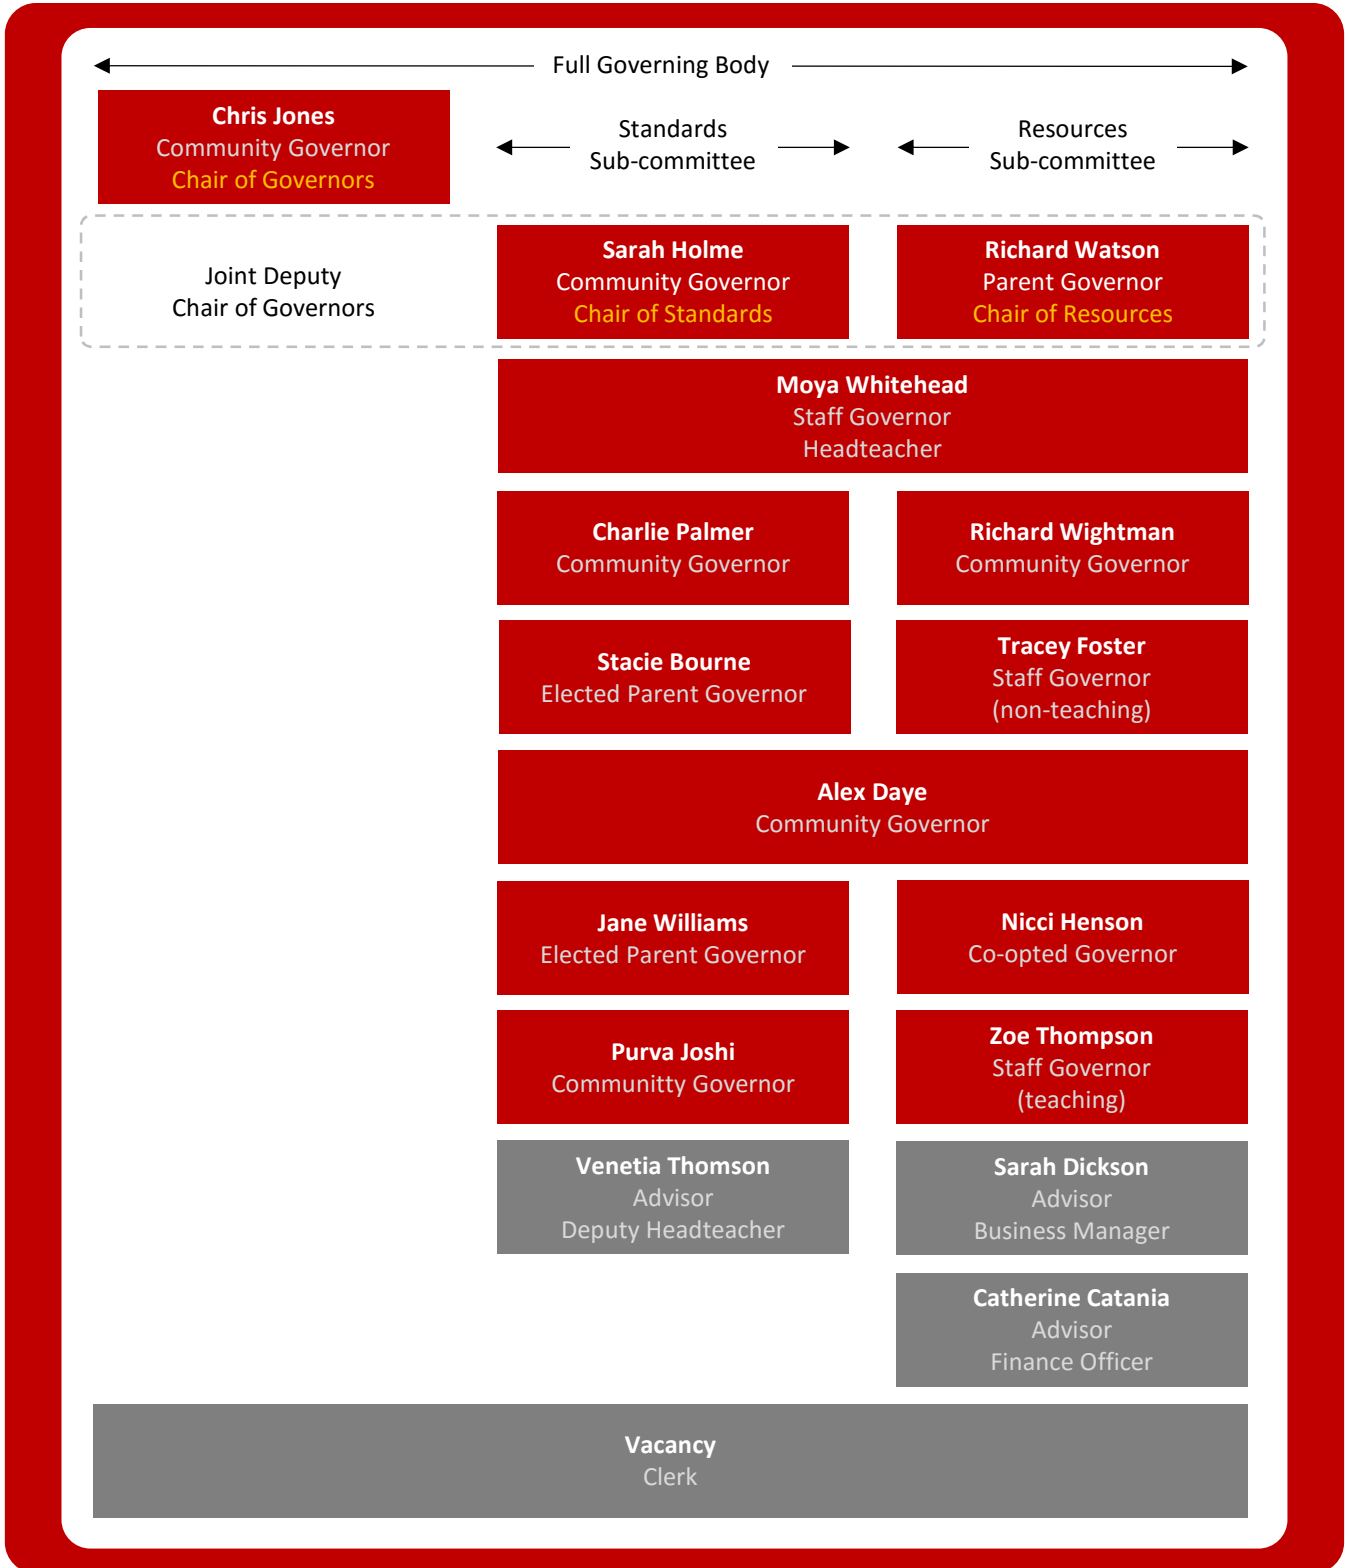 Full Governing Body
Chris Jones
Community Governor
Chair of Governors
Standards
Sub-committee
Resources
Sub-committee
Joint Deputy
Chair of Governors
Sarah Holme
Community Governor
Chair of Standards
Richard Watson
Parent Governor
Chair of Resources
Moya Whitehead
Staff Governor
Headteacher
Charlie Palmer
Community Governor
Richard Wightman
Community Governor
Stacie Bourne
Elected Parent Governor
Tracey Foster
Staff Governor
(non-teaching)
Alex Daye
Community Governor
Jane Williams
Elected Parent Governor
Nicci Henson
Co-opted Governor
Purva Joshi
Communitty Governor
Zoe Thompson
Staff Governor
(teaching)
Venetia Thomson
Advisor
Deputy Headteacher
Sarah Dickson
Advisor
Business Manager
Catherine Catania
Advisor
Finance Officer
Vacancy
Clerk